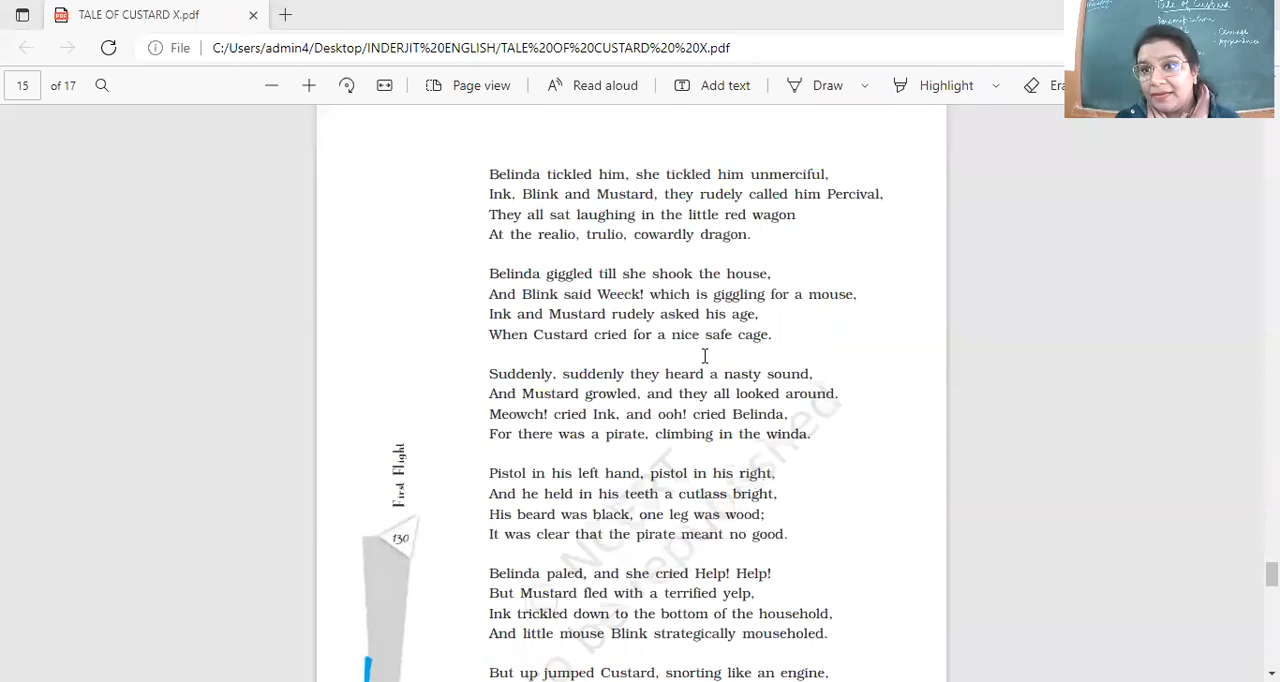 TALE OF CUSTARD X.pdf
File C:/Users/admin4/Desktop/INDERJIT%20ENGLISH/TALE%20OF%20CUSTARD%20%20X.pdf
15 of 17 Page view Read aloud Add text Draw Highlight Era
Tale of Custard
Belinda tickled him, she tickled him unmerciful,
Ink, Blink and Mustard, they rudely called him Percival,
They all sat laughing in the little red wagon
At the realio, trulio, cowardly dragon.
Belinda giggled till she shook the house,
And Blink said Weeck! which is giggling for a mouse,
Ink and Mustard rudely asked his age,
When Custard cried for a nice safe cage.
Suddenly, suddenly they heard a nasty sound,
And Mustard growled, and they all looked around.
Meowch! cried Ink, and ooh! cried Belinda,
For there was a pirate, climbing in the winda.
Pistol in his left hand, pistol in his right,
And he held in his teeth a cutlass bright,
His beard was black, one leg was wood;
It was clear that the pirate meant no good.
Belinda paled, and she cried Help! Help!
But Mustard fled with a terrified yelp,
Ink trickled down to the bottom of the household,
And little mouse Blink strategically mouseholed.
But up jumped Custard, snorting like an engine,
First Flight
130
© NCERT
o be republished